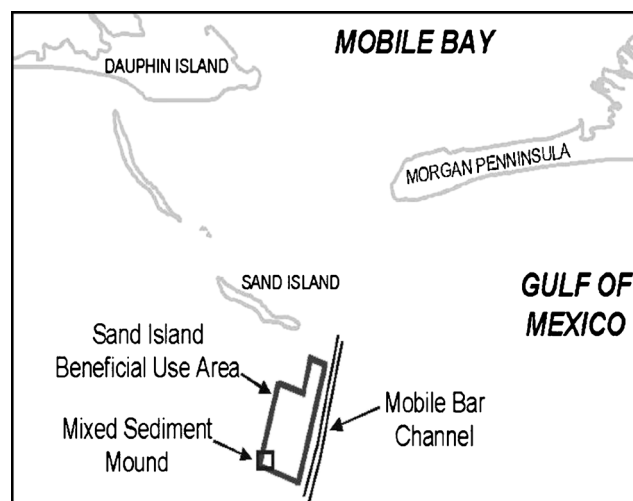 MOBILE BAY
DAUPHIN ISLAND
MORGAN PENNINSULA
SAND ISLAND
GULF OF
MEXICO
Sand Island
Beneficial Use Area
Mobile Bar
Channel
Mixed Sediment
Mound